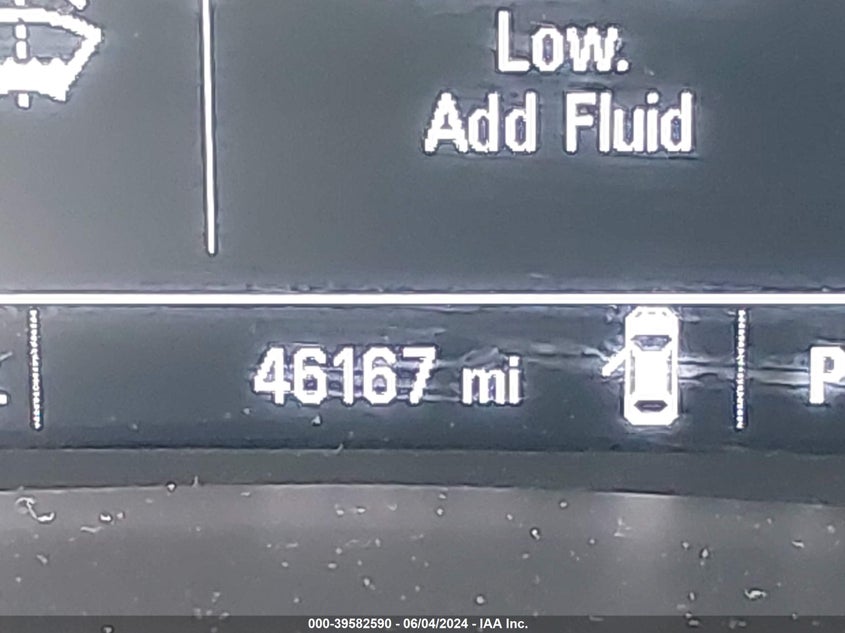 Low.
Add Fluid
46167 mi
P
000-39582590 - 06/04/2024 - IAA Inc.